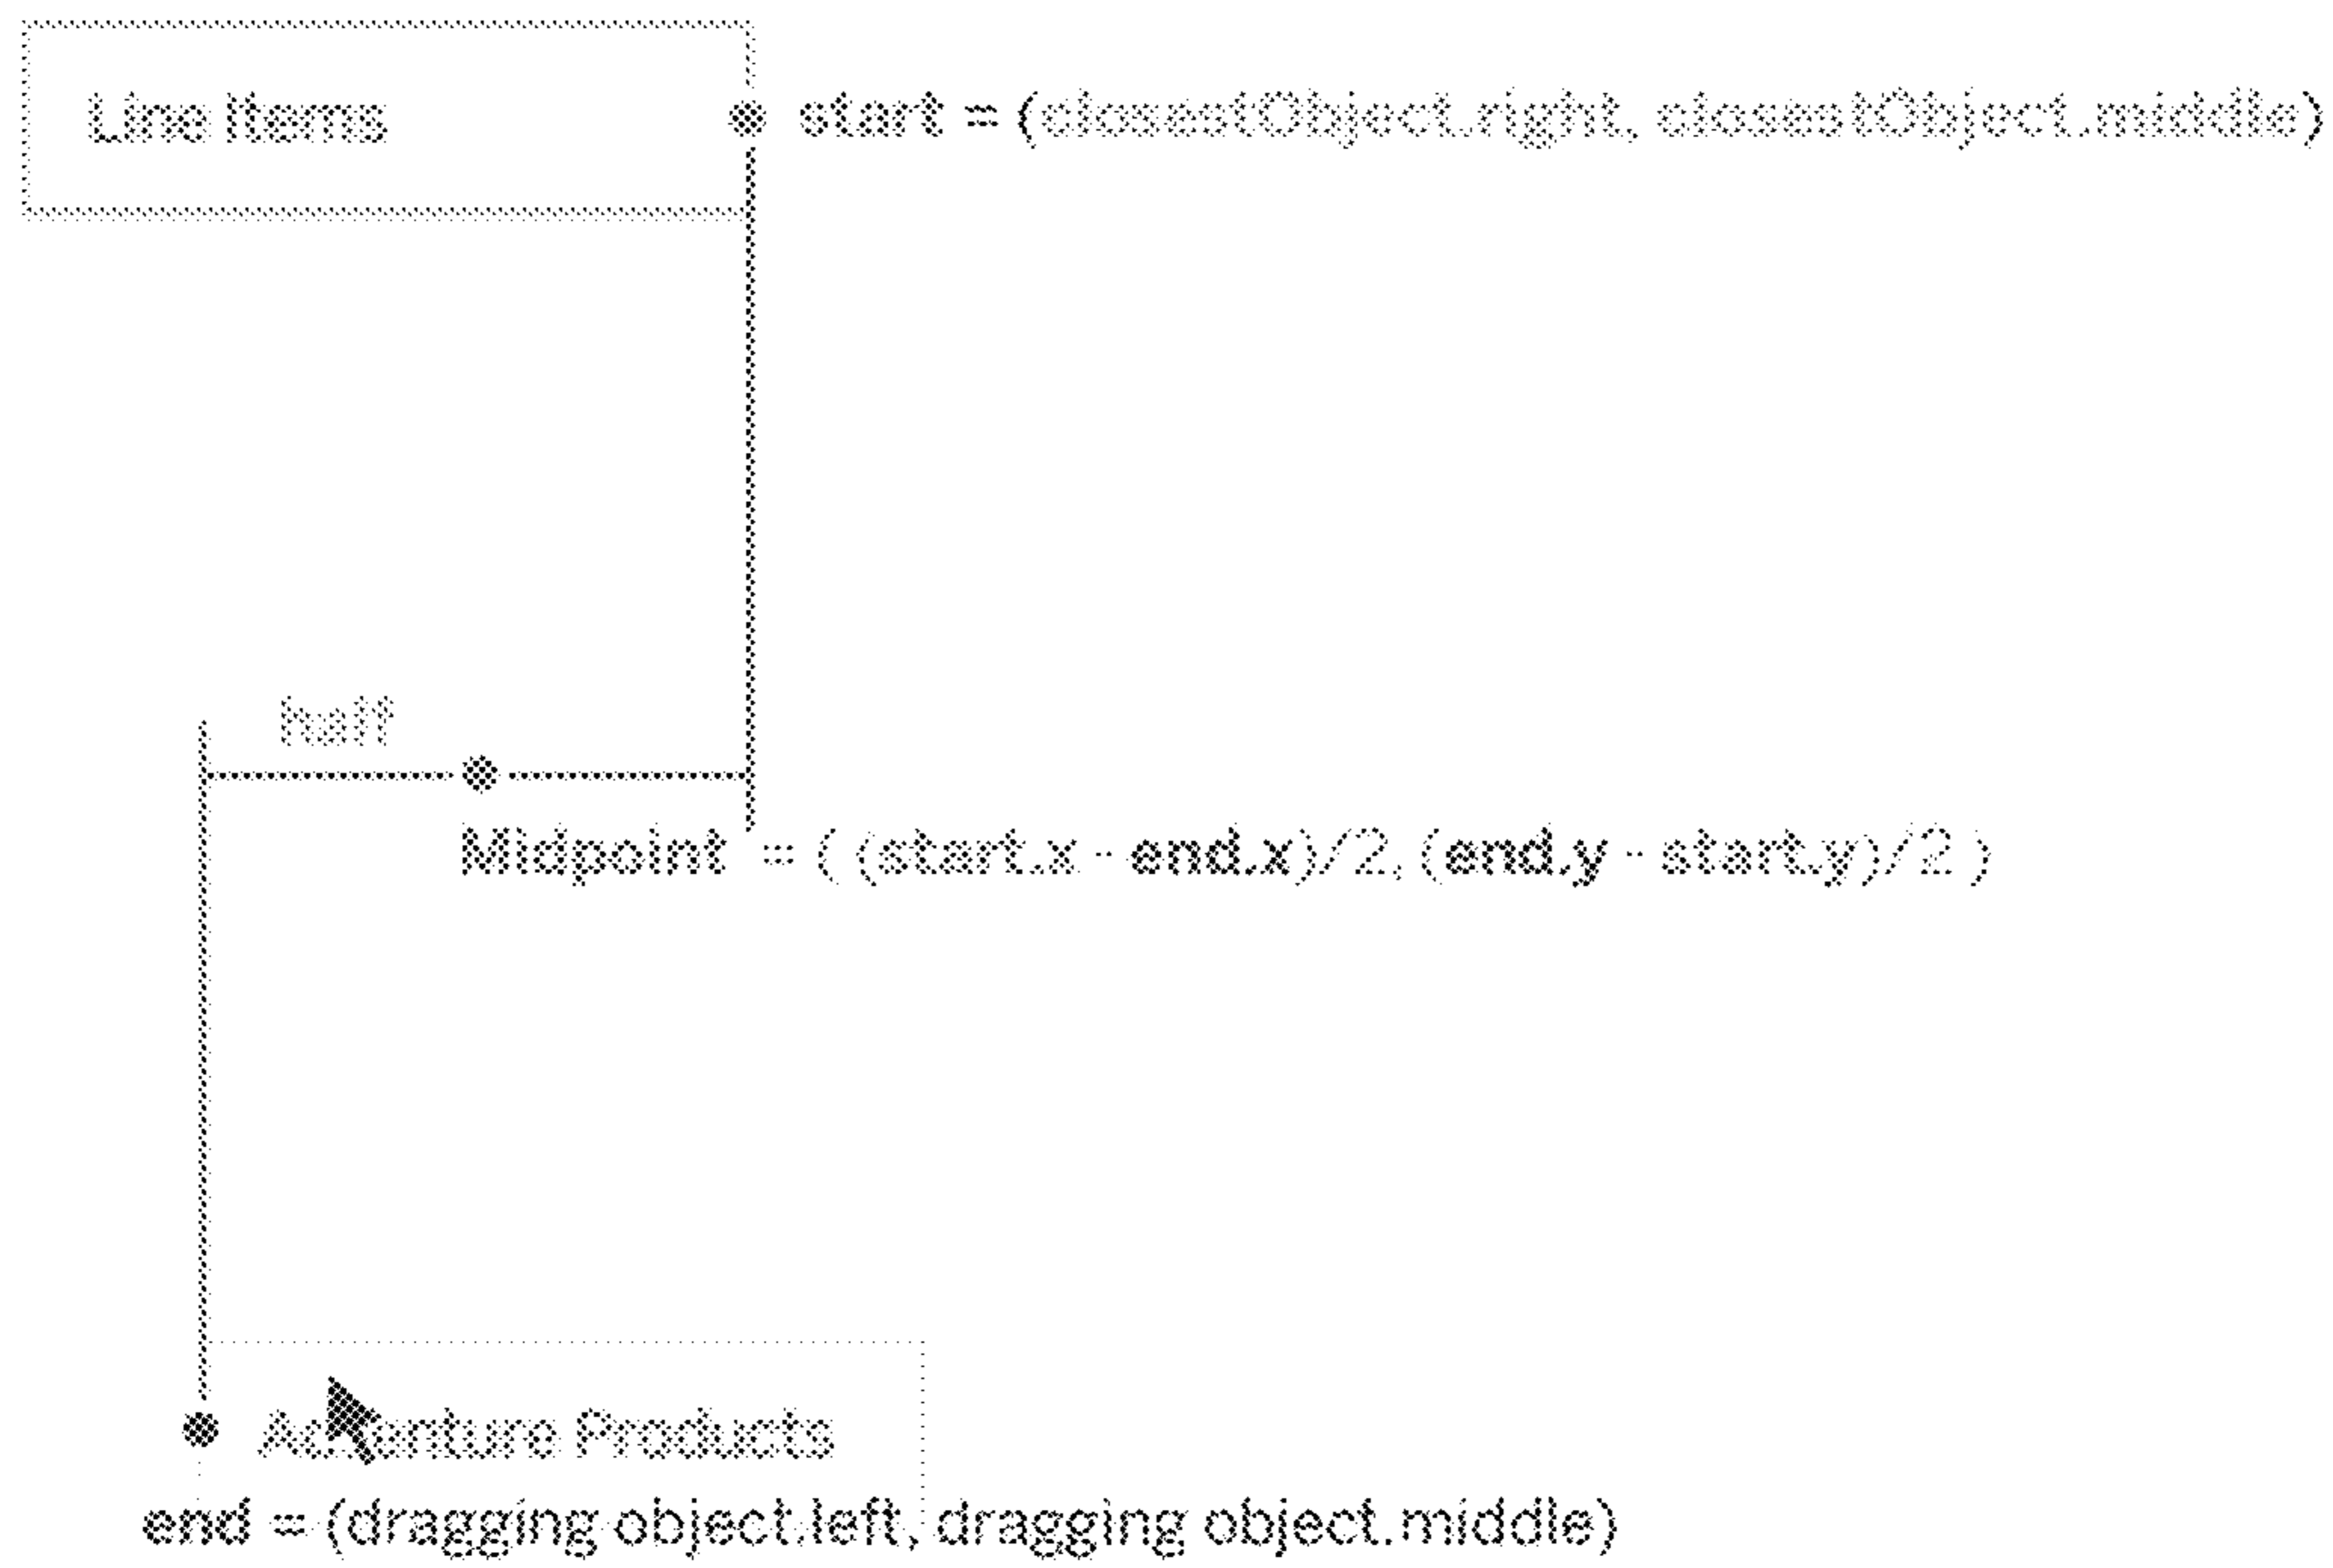 Line Items
start = (closestObject.right, closestObject.middle)
half
Midpoint = ( (start.x - end.x)/2, (end.y - start.y)/2 )
Adventure Products
end = (dragging object.left, dragging object.middle)